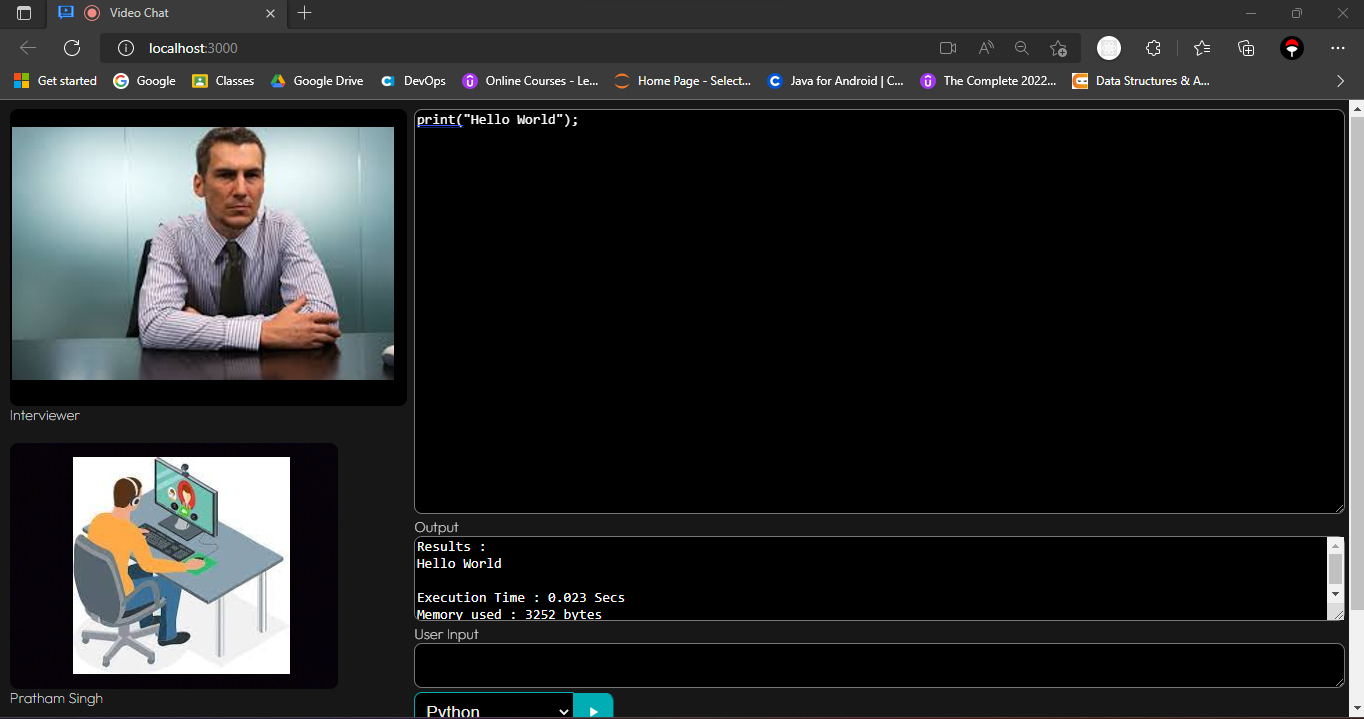 Video Chat
localhost:3000
Get started
Google
Classes
Google Drive
DevOps
Online Courses - Le...
Home Page - Select...
Java for Android | C...
The Complete 2022...
Data Structures & A...
Interviewer
Pratham Singh
print("Hello World");
Output
Results :
Hello World
Execution Time : 0.023 Secs
Memory used : 3252 bytes
User Input
Python